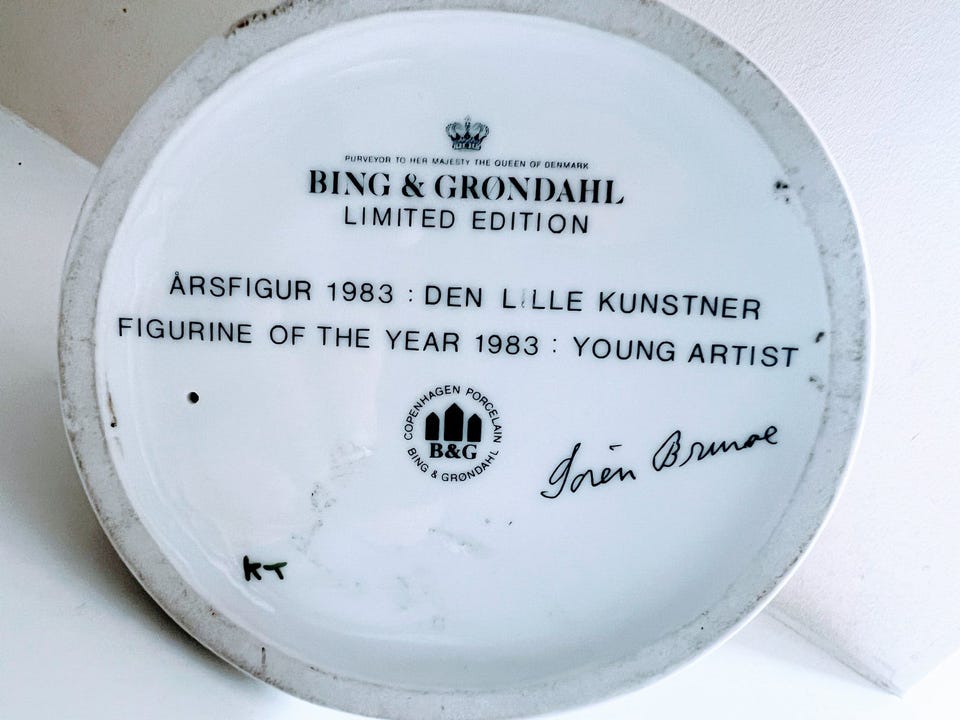 PURVEYOR TO HER MAJESTY THE QUEEN OF DENMARK
BING & GRØNDAHL
LIMITED EDITION
ÅRSFIGUR 1983 : DEN LILLE KUNSTNER
FIGURINE OF THE YEAR 1983 : YOUNG ARTIST
COPENHAGEN PORCELAIN
B&G
BING & GRØNDAHL
Søren Brunoe
KT